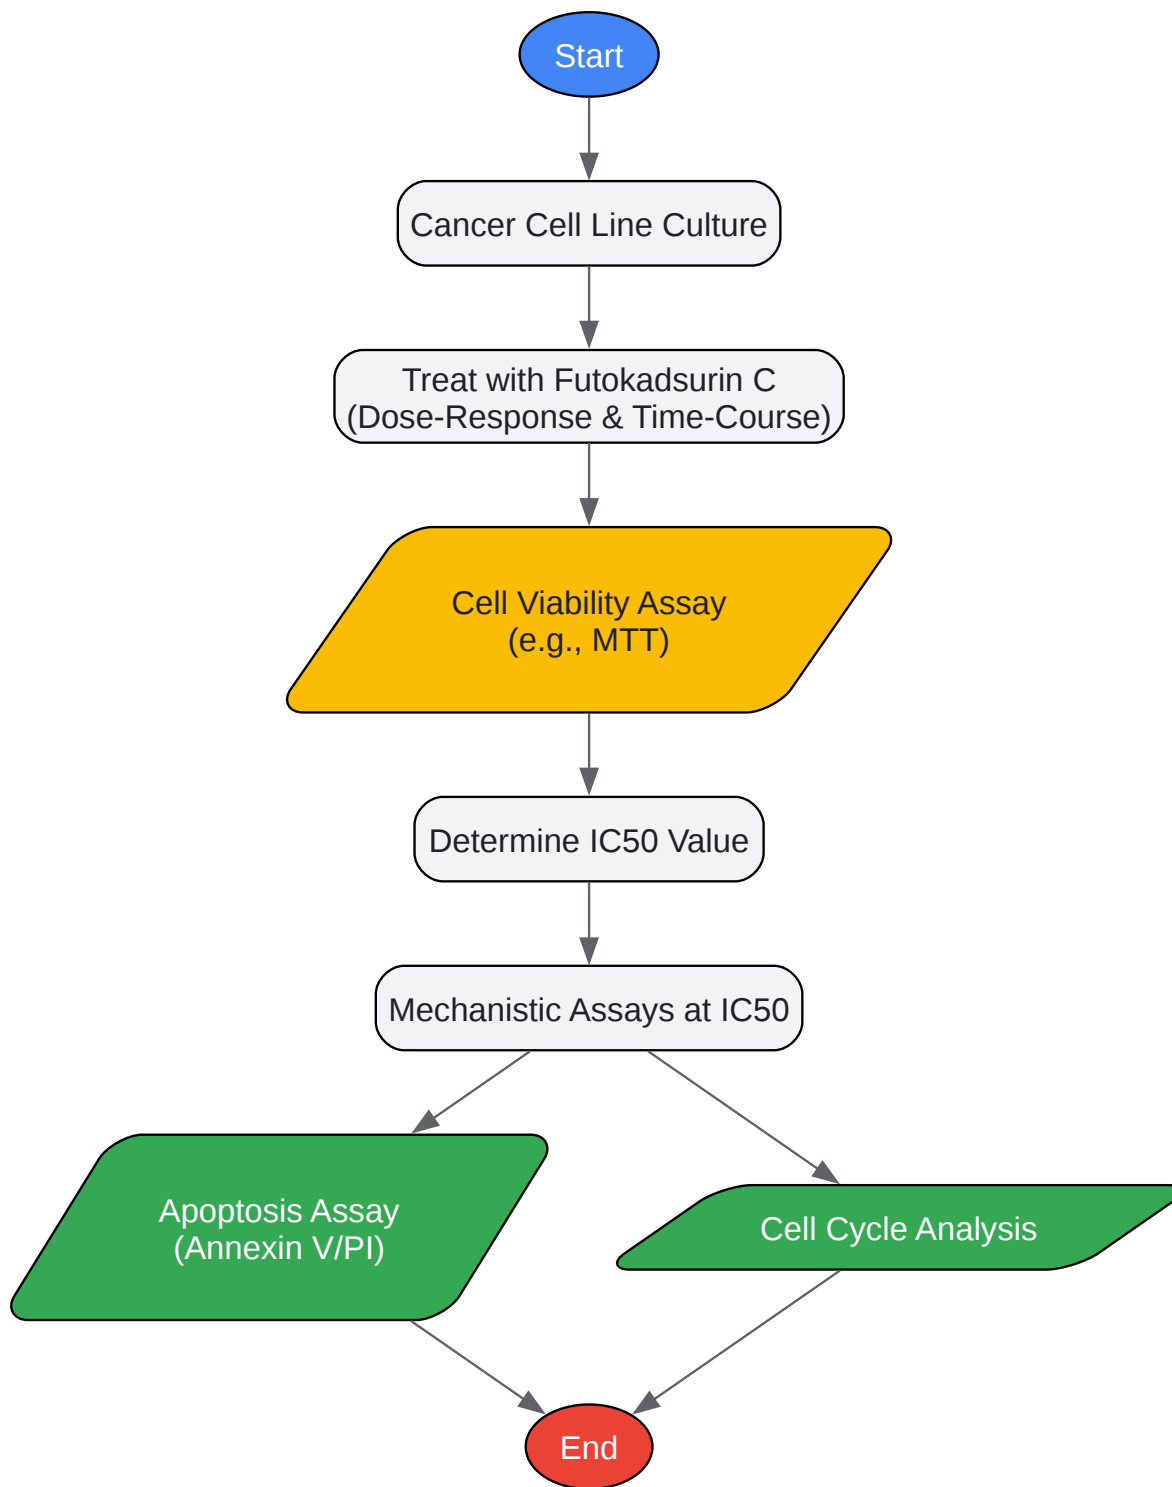 Start
Cancer Cell Line Culture
Treat with Futokadsurin C
(Dose-Response & Time-Course)
Cell Viability Assay
(e.g., MTT)
Determine IC50 Value
Mechanistic Assays at IC50
Apoptosis Assay
(Annexin V/PI)
Cell Cycle Analysis
End